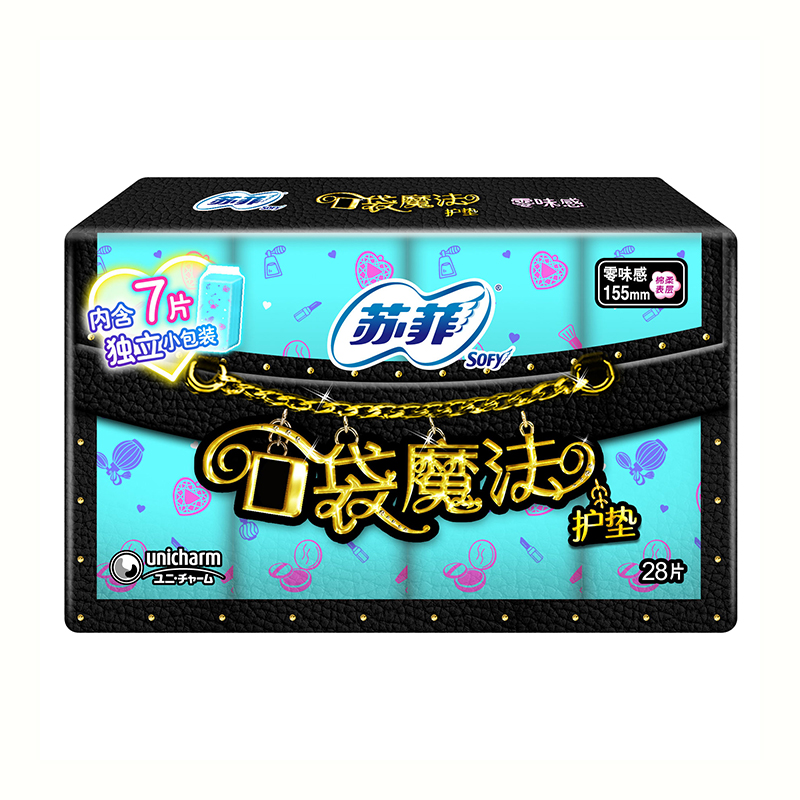 苏菲
SOFY
口袋魔法
护垫
零味感
零味感
155mm
棉柔
表层
内含7片
独立小包装
苏菲®
SOFY
口袋魔法
护垫
unicharm
ユニ・チャーム
28片